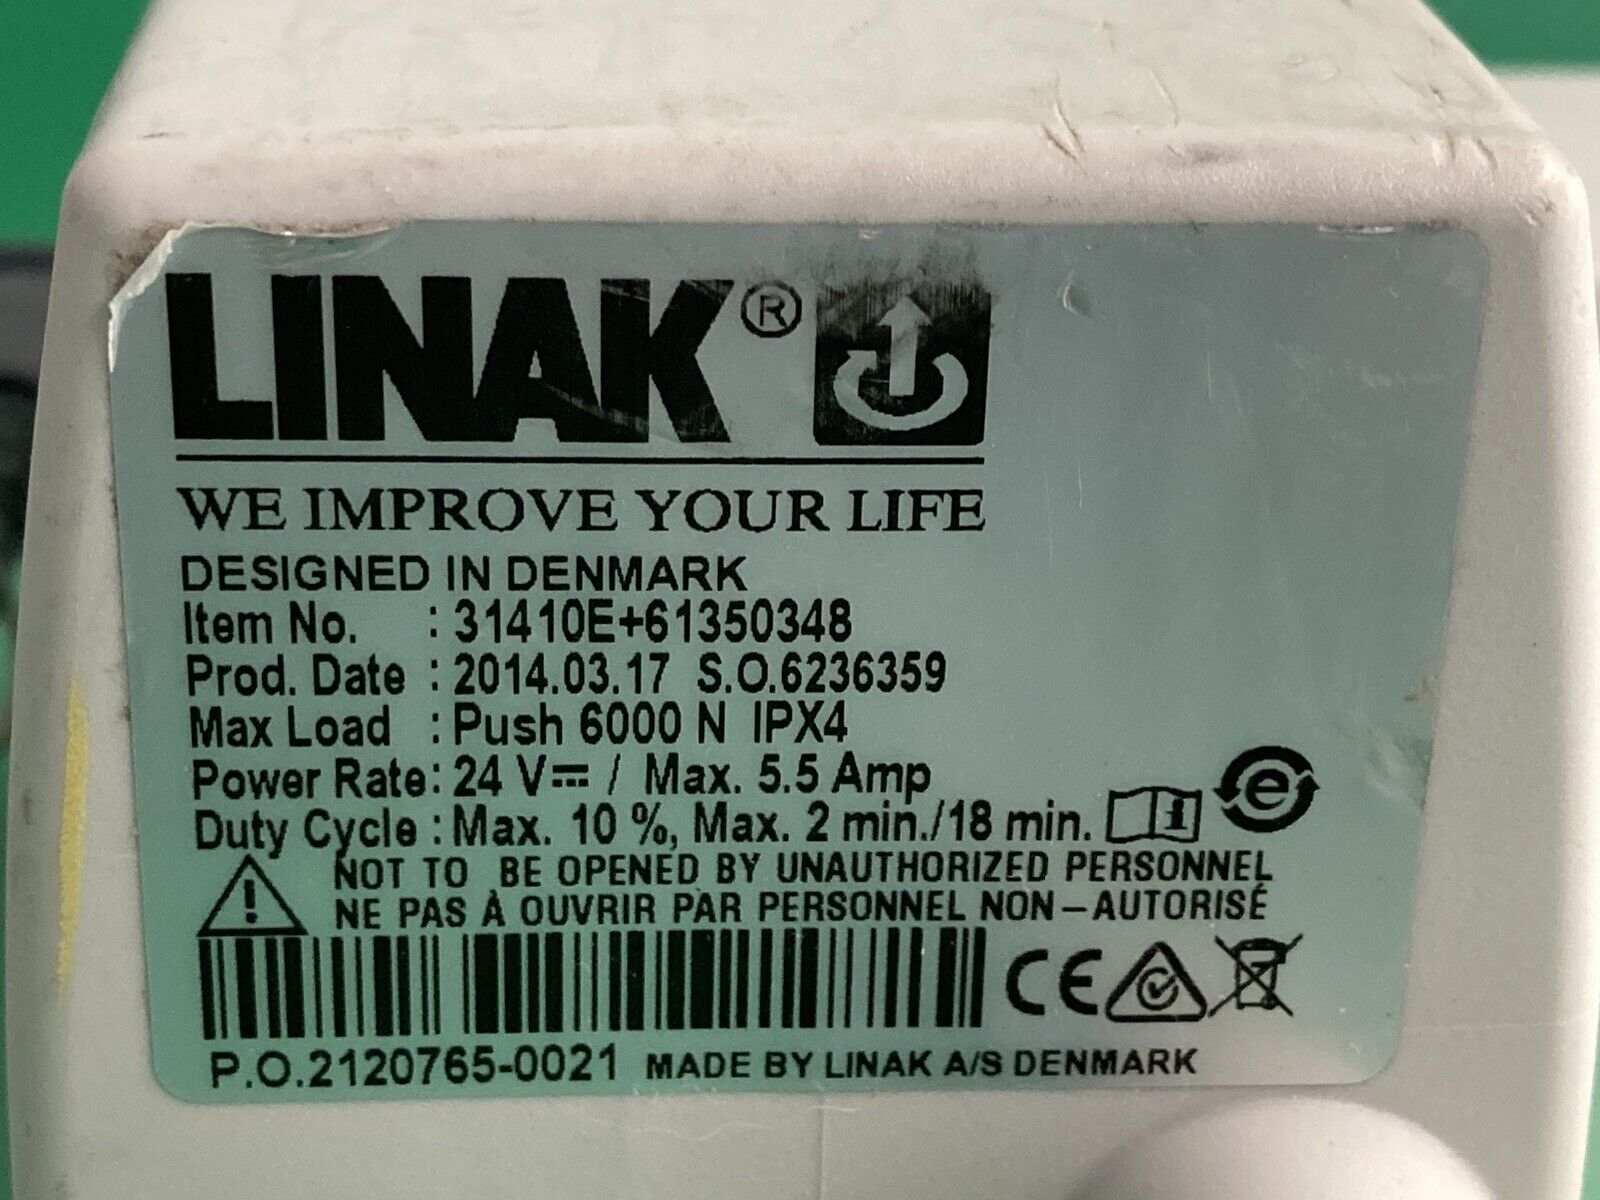 LINAK®
WE IMPROVE YOUR LIFE
DESIGNED IN DENMARK
Item No. : 31410E+61350348
Prod. Date : 2014.03.17 S.O.6236359
Max Load : Push 6000 N IPX4
Power Rate: 24 V⎓ / Max. 5.5 Amp
Duty Cycle : Max. 10 %, Max. 2 min./18 min.
NOT TO BE OPENED BY UNAUTHORIZED PERSONNEL
NE PAS À OUVRIR PAR PERSONNEL NON-AUTORISÉ
CE
P.O.2120765-0021 MADE BY LINAK A/S DENMARK